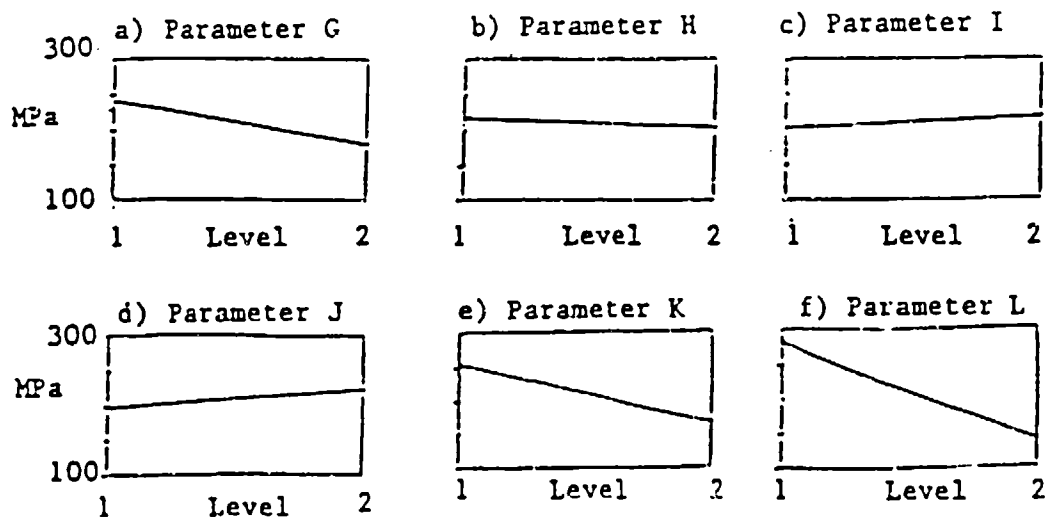 a) Parameter G b) Parameter H c) Parameter I
300
MPa
100
1 Level 2 1 Level 2 1 Level 2
d) Parameter J e) Parameter K f) Parameter L
300
MPa
100
1 Level 2 1 Level 2 1 Level 2